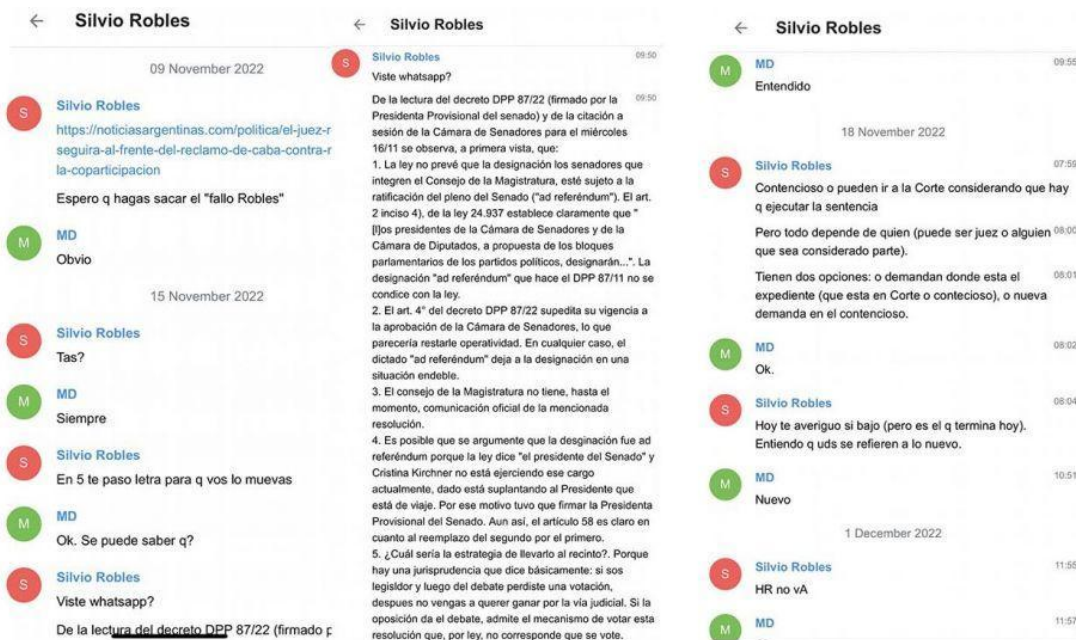 Silvio Robles
09 November 2022
Silvio Robles
https://noticiasargentinas.com/politica/el-juez-r
seguira-al-frente-del-reclamo-de-caba-contra-r
la-coparticipacion
Espero q hagas sacar el "fallo Robles"
MD
Obvio
15 November 2022
Silvio Robles
Tas?
MD
Siempre
Silvio Robles
En 5 te paso letra para q vos lo muevas
MD
Ok. Se puede saber q?
Silvio Robles
Viste whatsapp?
De la lectura del decreto DPP 87/22 (firmado p
Silvio Robles
Silvio Robles 09:50
Viste whatsapp?
De la lectura del decreto DPP 87/22 (firmado por la 09:50
Presidenta Provisional del senado) y de la citación a
sesión de la Cámara de Senadores para el miércoles
16/11 se observa, a primera vista, que:
1. La ley no prevé que la designación los senadores que
integren el Consejo de la Magistratura, esté sujeto a la
ratificación del pleno del Senado ("ad referéndum"). El art.
2 inciso 4), de la ley 24.937 establece claramente que "
[l]os presidentes de la Cámara de Senadores y de la
Cámara de Diputados, a propuesta de los bloques
parlamentarios de los partidos políticos, designarán...". La
designación "ad referéndum" que hace el DPP 87/11 no se
condice con la ley.
2. El art. 4° del decreto DPP 87/22 supedita su vigencia a
la aprobación de la Cámara de Senadores, lo que
parecería restarle operatividad. En cualquier caso, el
dictado "ad referéndum" deja a la designación en una
situación endeble.
3. El consejo de la Magistratura no tiene, hasta el
momento, comunicación oficial de la mencionada
resolución.
4. Es posible que se argumente que la desginación fue ad
referéndum porque la ley dice "el presidente del Senado" y
Cristina Kirchner no está ejerciendo ese cargo
actualmente, dado está suplantando al Presidente que
está de viaje. Por ese motivo tuvo que firmar la Presidenta
Provisional del Senado. Aun así, el artículo 58 es claro en
cuanto al reemplazo del segundo por el primero.
5. ¿Cuál sería la estrategia de llevarlo al recinto?. Porque
hay una jurisprudencia que dice básicamente: si sos
legisldor y luego del debate perdiste una votación,
despues no vengas a querer ganar por la vía judicial. Si la
oposición da el debate, admite el mecanismo de votar esta
resolución que, por ley, no corresponde que se vote.
Silvio Robles
MD 09:55
Entendido
18 November 2022
Silvio Robles 07:59
Contencioso o pueden ir a la Corte considerando que hay
q ejecutar la sentencia
Pero todo depende de quien (puede ser juez o alguien 08:00
que sea considerado parte).
Tienen dos opciones: o demandan donde esta el 08:01
expediente (que esta en Corte o contecioso), o nueva
demanda en el contencioso.
MD 08:02
Ok.
Silvio Robles 08:04
Hoy te averiguo si bajo (pero es el q termina hoy).
Entiendo q uds se refieren a lo nuevo.
MD 10:51
Nuevo
1 December 2022
Silvio Robles 11:55
HR no vA
MD 11:57